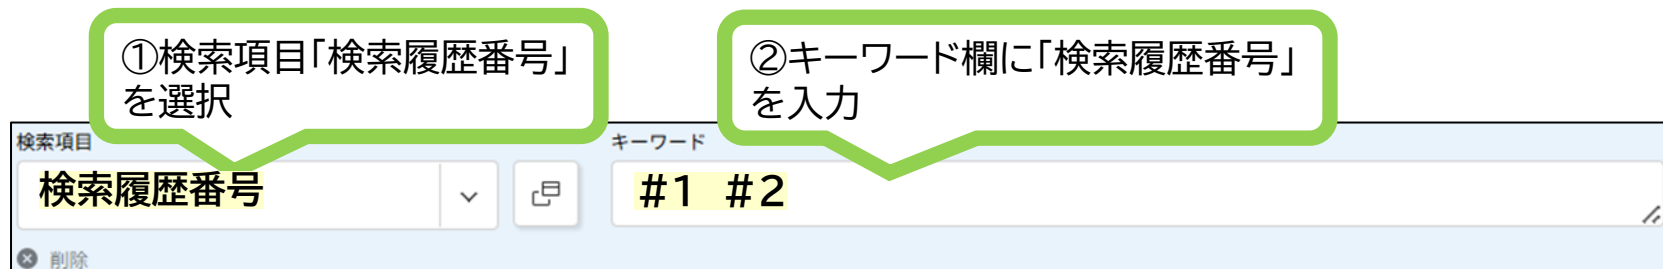 ①検索項目「検索履歴番号」
を選択
②キーワード欄に「検索履歴番号」
を入力
検索項目
キーワード
検索履歴番号
#1 #2
削除